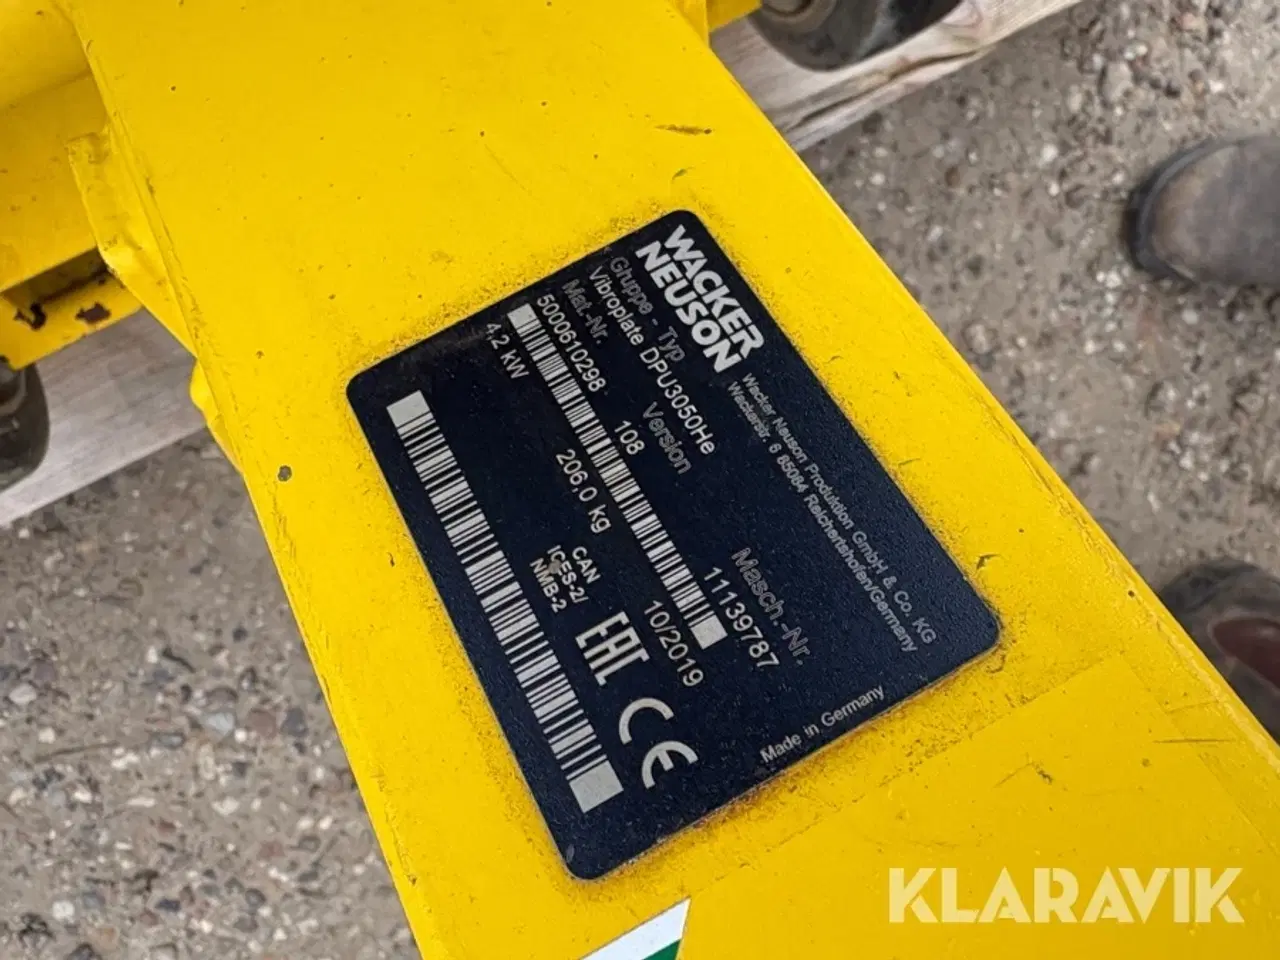 WACKER
NEUSON
Wacker Neuson Produktion GmbH & Co. KG
Wackerstr. 6 85084 Reichertshofen/Germany
Gruppe - Typ
Vibroplate DPU3050He
Mat.-Nr. Version Masch.-Nr.
5000610298 108 11139787
4.2 kW 206,0 kg 10/2019
CAN
ICES-2/
NMB-2
EAC
CE
Made in Germany
KLARAVIK